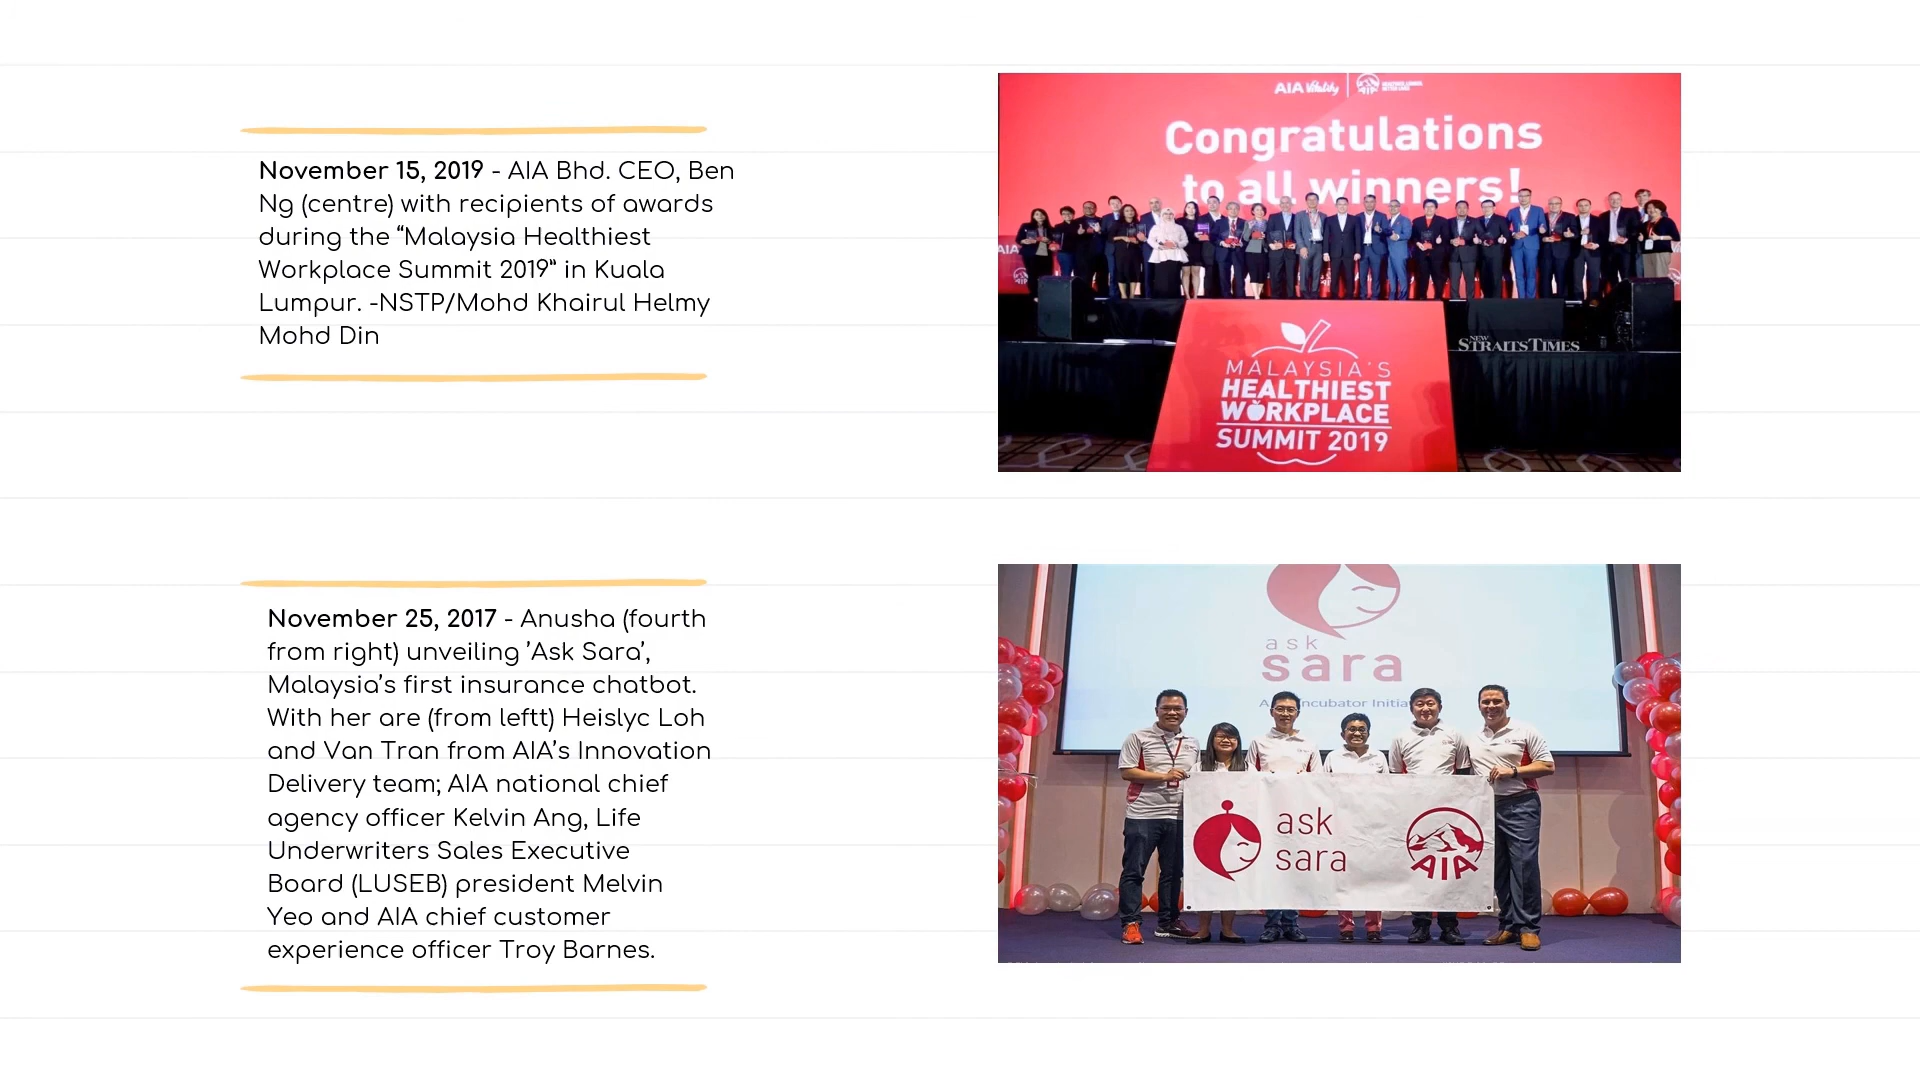 November 15, 2019 - AIA Bhd. CEO, Ben
Ng (centre) with recipients of awards
during the “Malaysia Healthiest
Workplace Summit 2019” in Kuala
Lumpur. -NSTP/Mohd Khairul Helmy
Mohd Din
AIA Vitality
AIA
Congratulations
to all winners!
AIA
MALAYSIA'S
HEALTHIEST
WORKPLACE
SUMMIT 2019
NEW
STRAITS TIMES
November 25, 2017 - Anusha (fourth
from right) unveiling ’Ask Sara’,
Malaysia’s first insurance chatbot.
With her are (from leftt) Heislyc Loh
and Van Tran from AIA’s Innovation
Delivery team; AIA national chief
agency officer Kelvin Ang, Life
Underwriters Sales Executive
Board (LUSEB) president Melvin
Yeo and AIA chief customer
experience officer Troy Barnes.
ask
sara
ask
sara
AIA